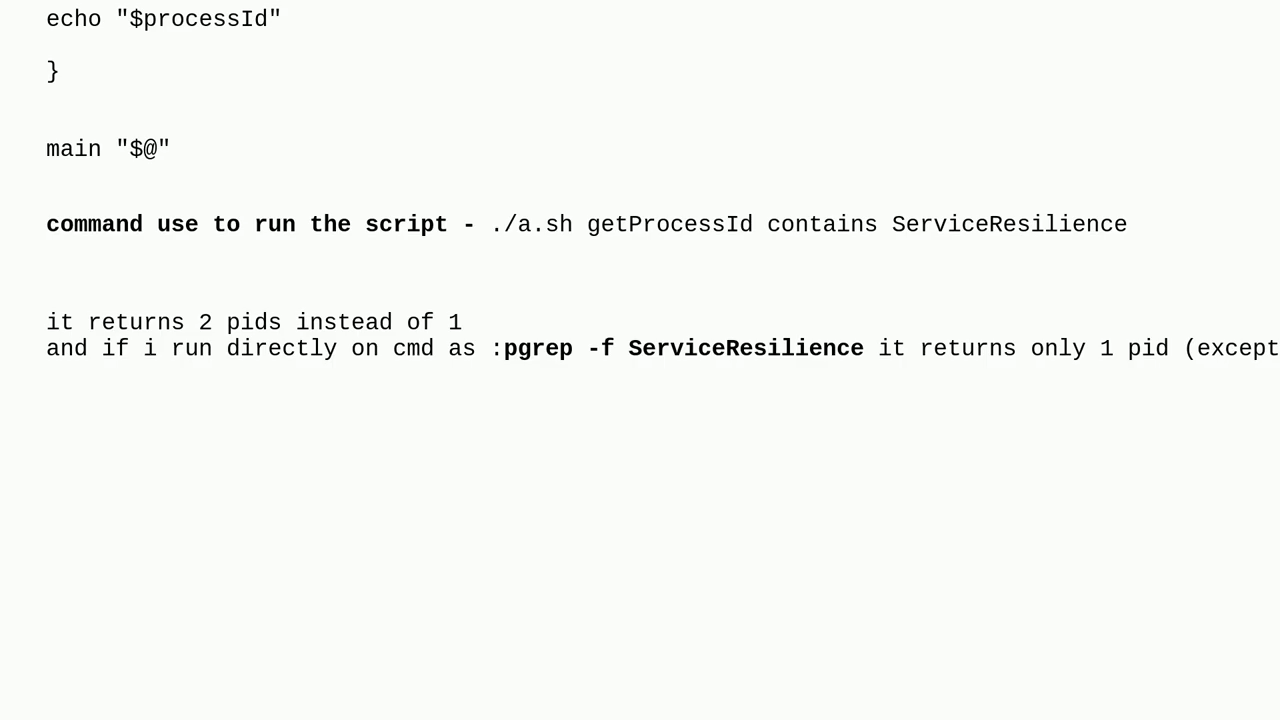 echo "$processId"
}
main "$@"
command use to run the script - ./a.sh getProcessId contains ServiceResilience
it returns 2 pids instead of 1
and if i run directly on cmd as :pgrep -f ServiceResilience it returns only 1 pid (except